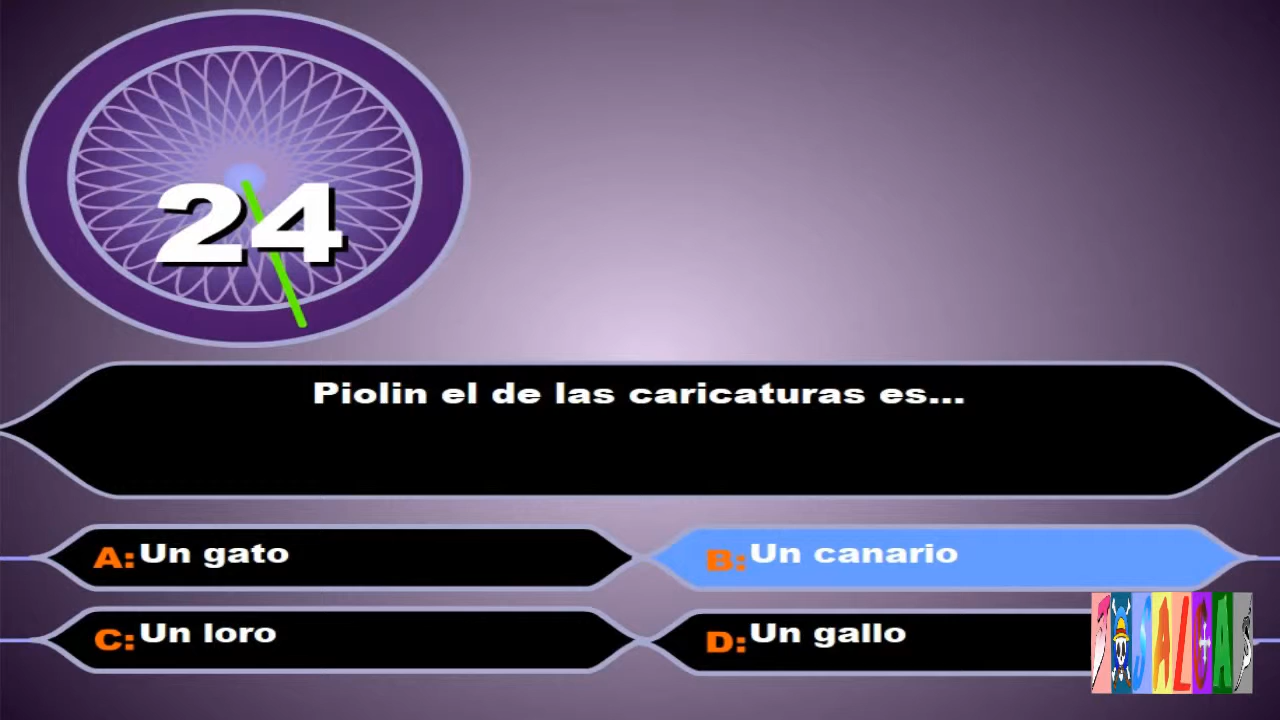 24
Piolin el de las caricaturas es...
A: Un gato
B: Un canario
C: Un loro
D: Un gallo